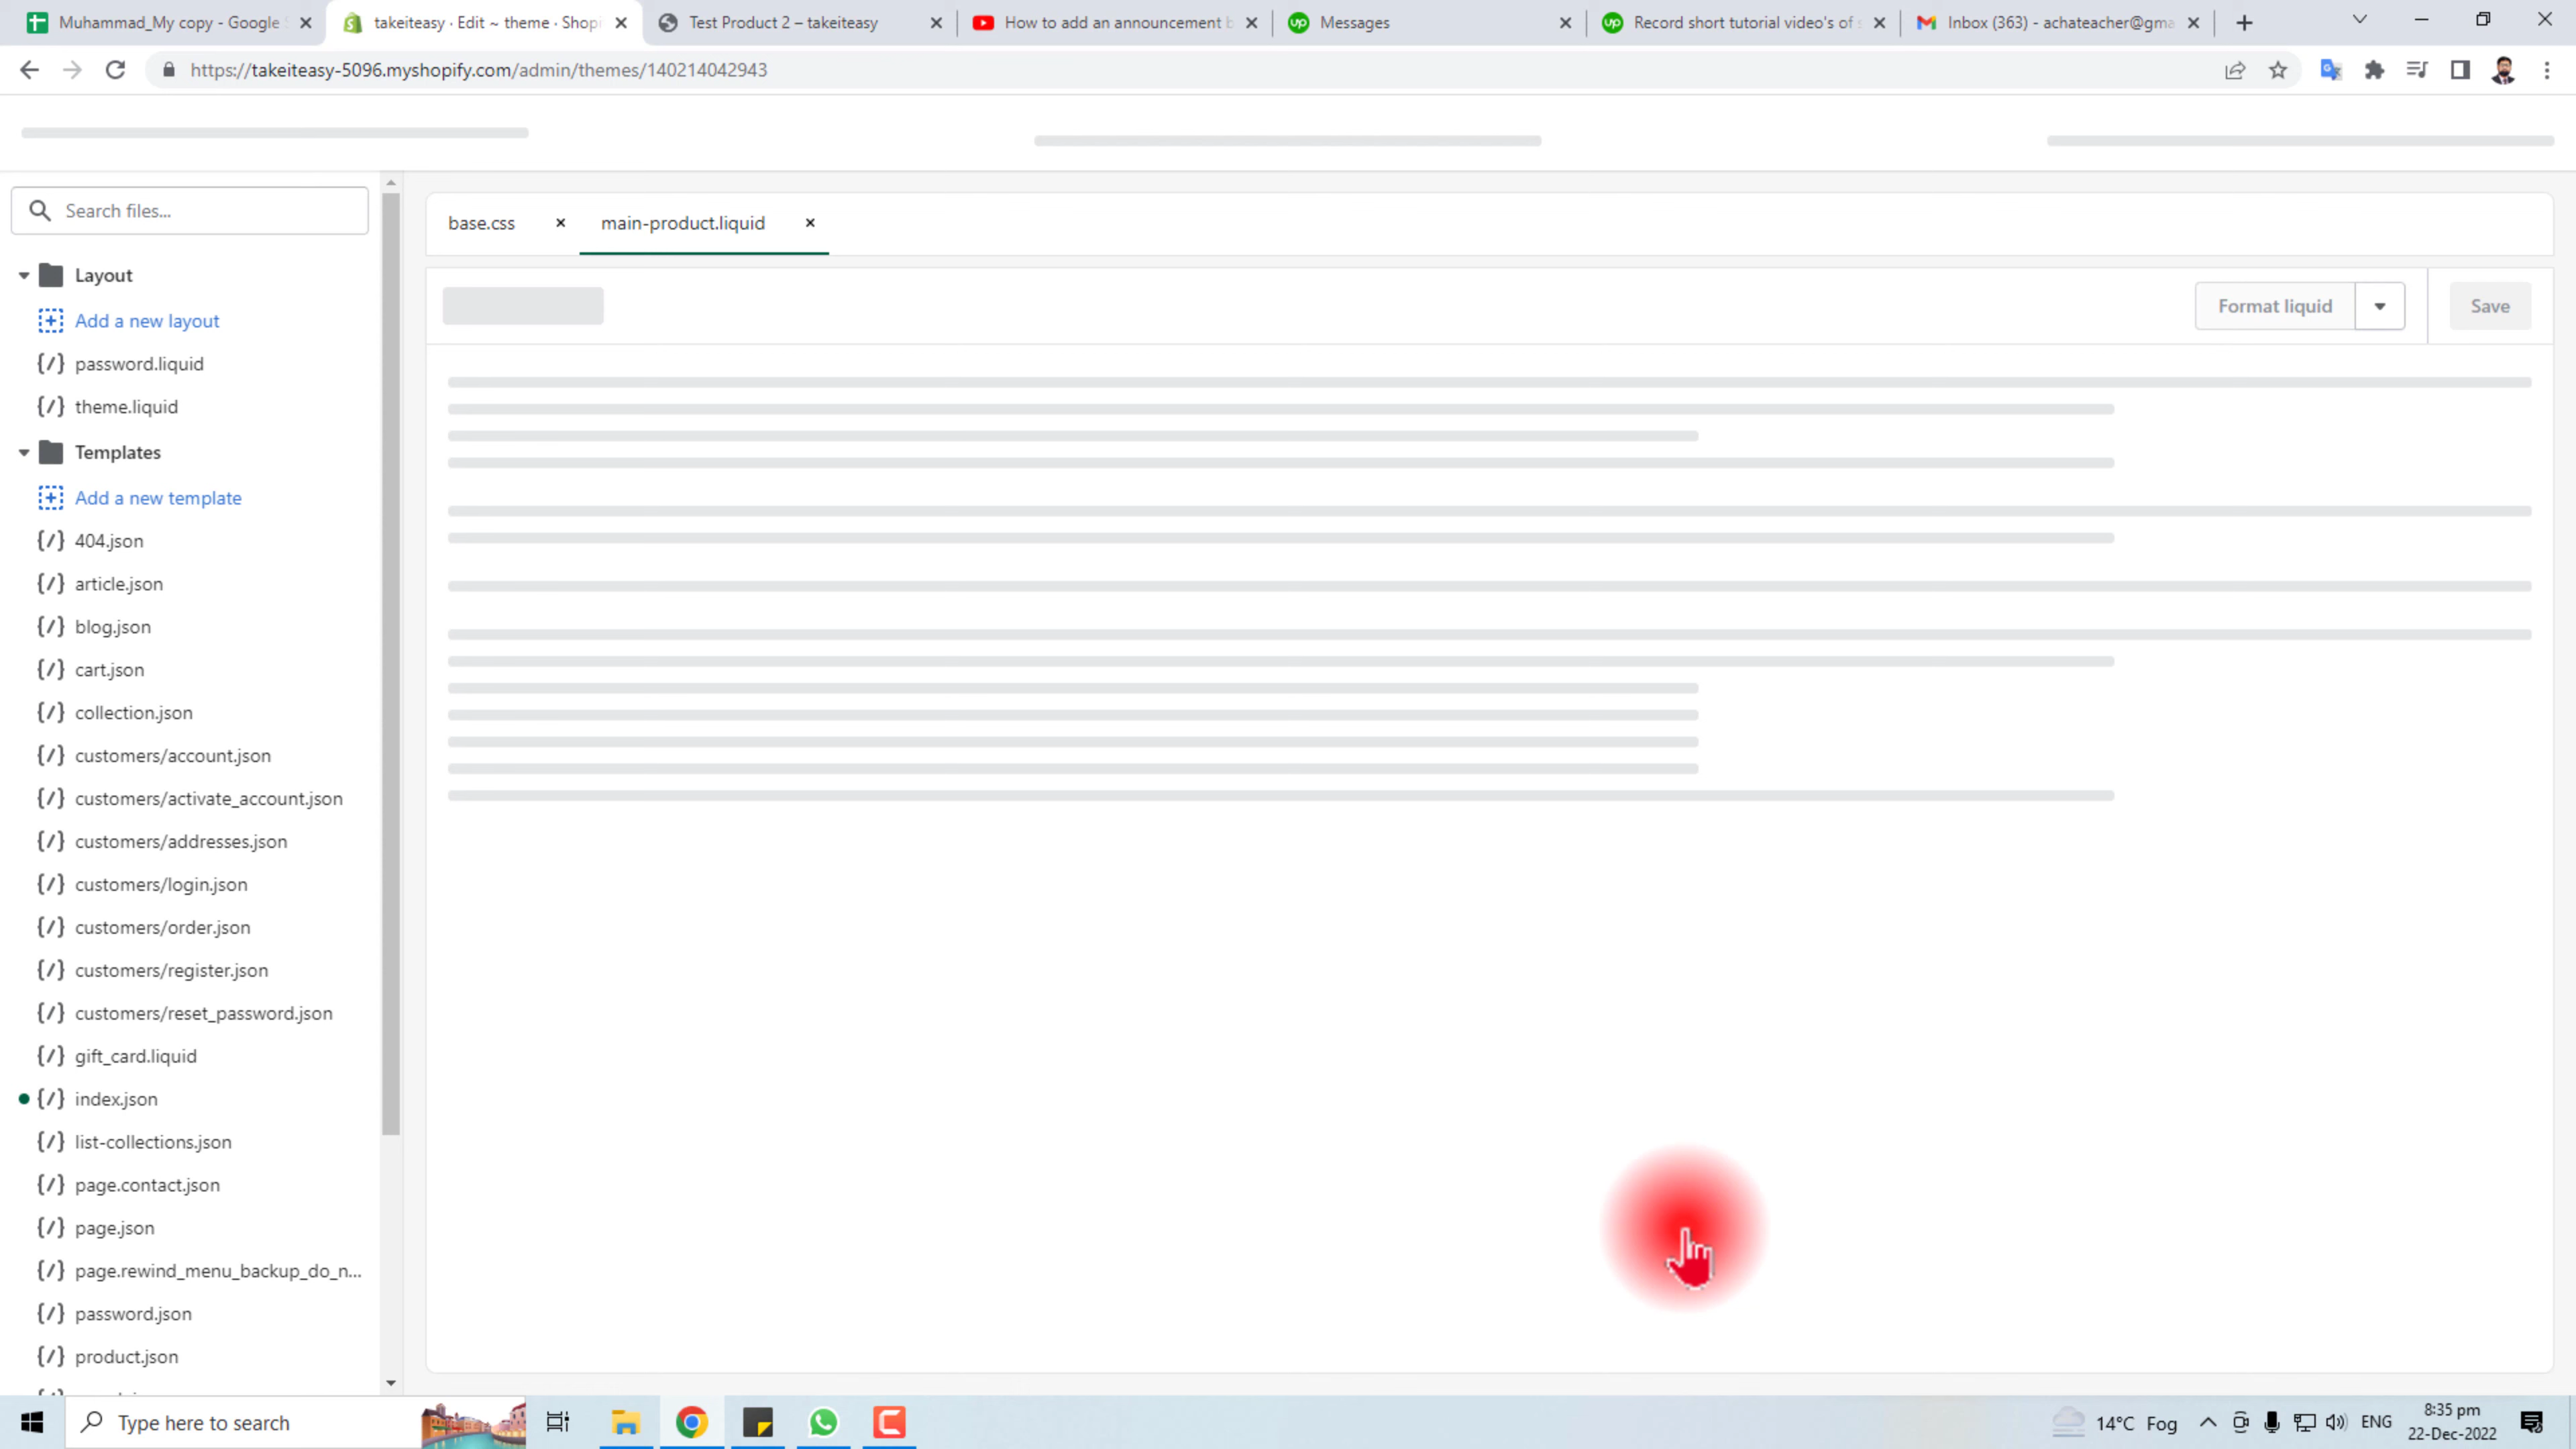 Muhammad_My copy - Google S
takeiteasy · Edit ~ theme · Shopi
Test Product 2 – takeiteasy
How to add an announcement b
Messages
Record short tutorial video's of s
Inbox (363) - achateacher@gma
https://takeiteasy-5096.myshopify.com/admin/themes/140214042943
Search files...
base.css
main-product.liquid
Layout
Format liquid
Save
Add a new layout
password.liquid
theme.liquid
Templates
Add a new template
404.json
article.json
blog.json
cart.json
collection.json
customers/account.json
customers/activate_account.json
customers/addresses.json
customers/login.json
customers/order.json
customers/register.json
customers/reset_password.json
gift_card.liquid
index.json
list-collections.json
page.contact.json
page.json
page.rewind_menu_backup_do_n...
password.json
product.json
Type here to search
14°C Fog
ENG
8:35 pm
22-Dec-2022